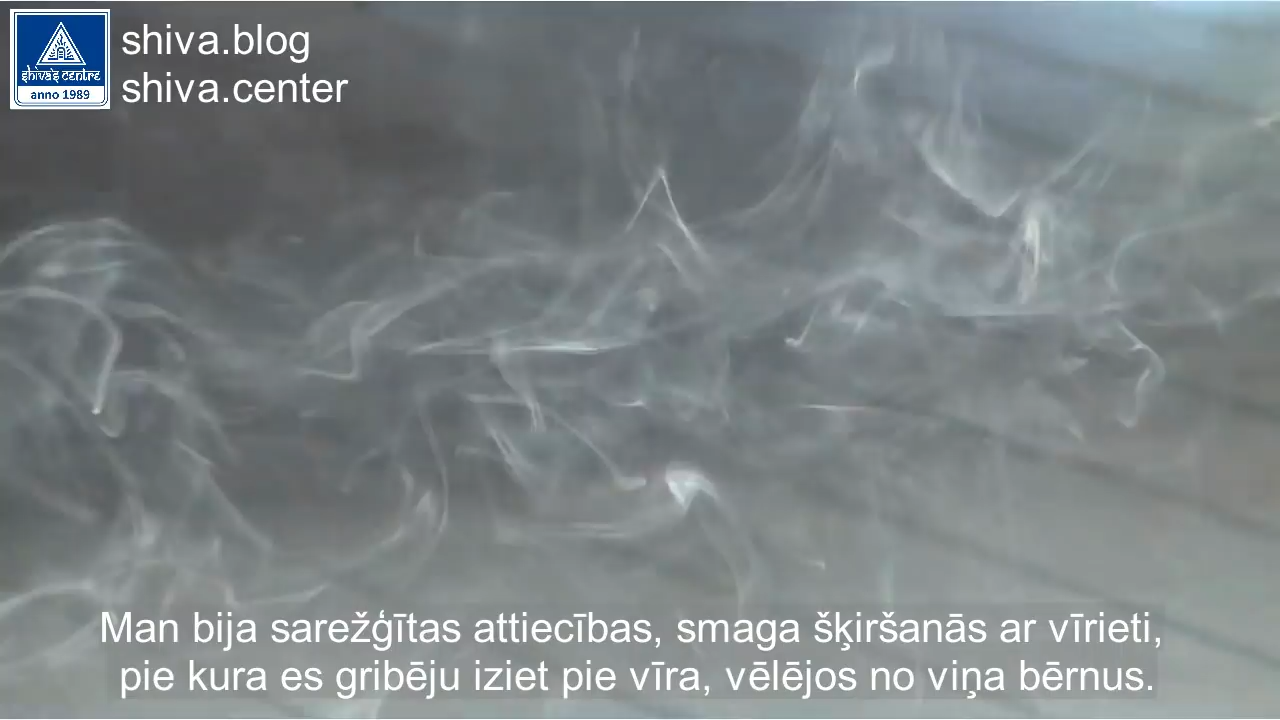 shiva.blog
shiva.center
shiva's centre
anno 1989
Man bija sarežģītas attiecības, smaga šķiršanās ar vīrieti,
pie kura es gribēju iziet pie vīra, vēlējos no viņa bērnus.